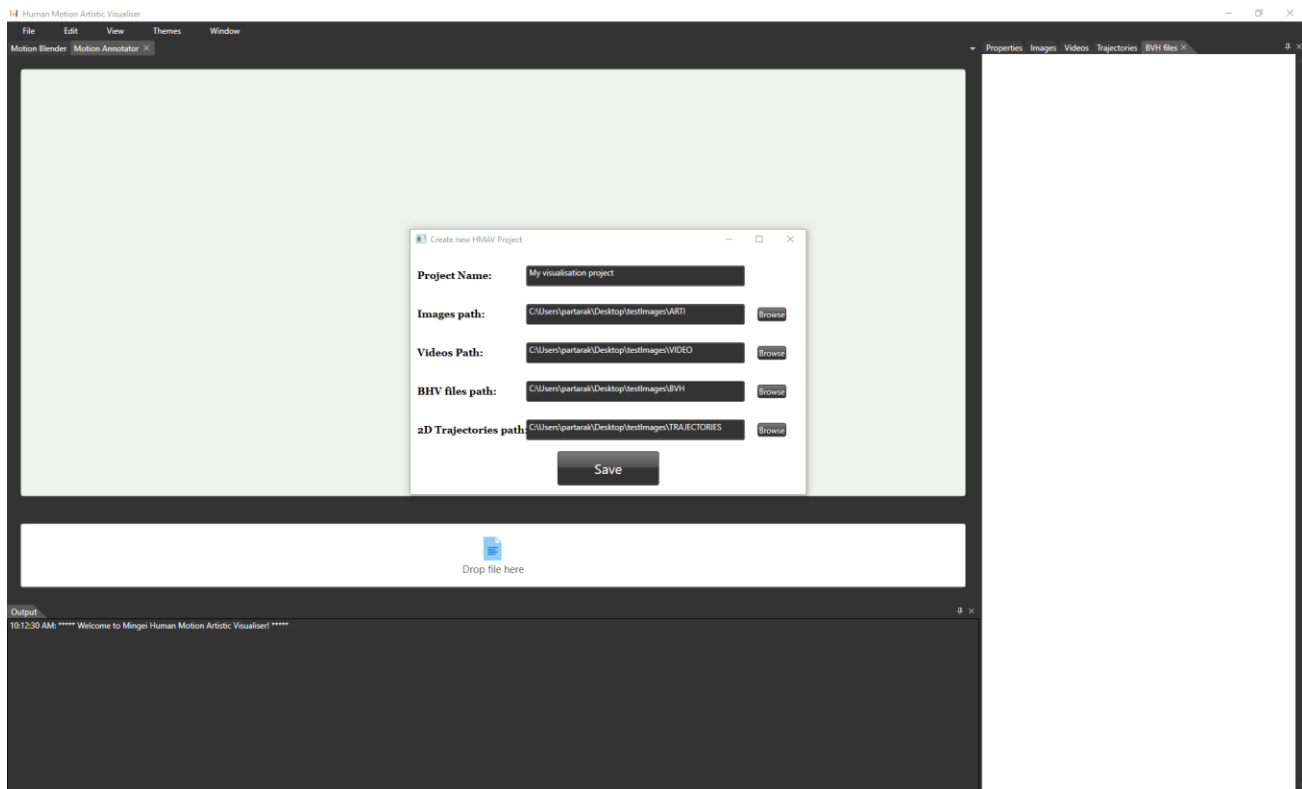 Human Motion Artistic Visualiser
File Edit View Themes Window
Motion Blender Motion Annotator
Properties Images Videos Trajectories BVH files
Create new HMAV Project
Project Name: My visualisation project
Images path: C:\Users\partarak\Desktop\testImages\ARTI Browse
Videos Path: C:\Users\partarak\Desktop\testImages\VIDEO Browse
BHV files path: C:\Users\partarak\Desktop\testImages\BVH Browse
2D Trajectories path: C:\Users\partarak\Desktop\testImages\TRAJECTORIES Browse
Save
Drop file here
Output
10:12:30 AM: ***** Welcome to Mingei Human Motion Artistic Visualiser! *****